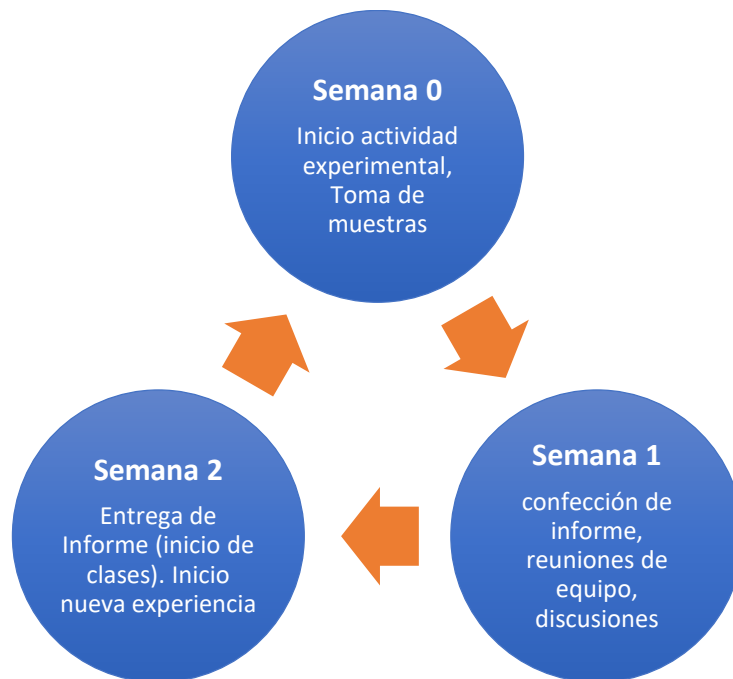 Semana 0
Inicio actividad
experimental,
Toma de
muestras
Semana 1
confección de
informe,
reuniones de
equipo,
discusiones
Semana 2
Entrega de
Informe (inicio de
clases). Inicio
nueva experiencia